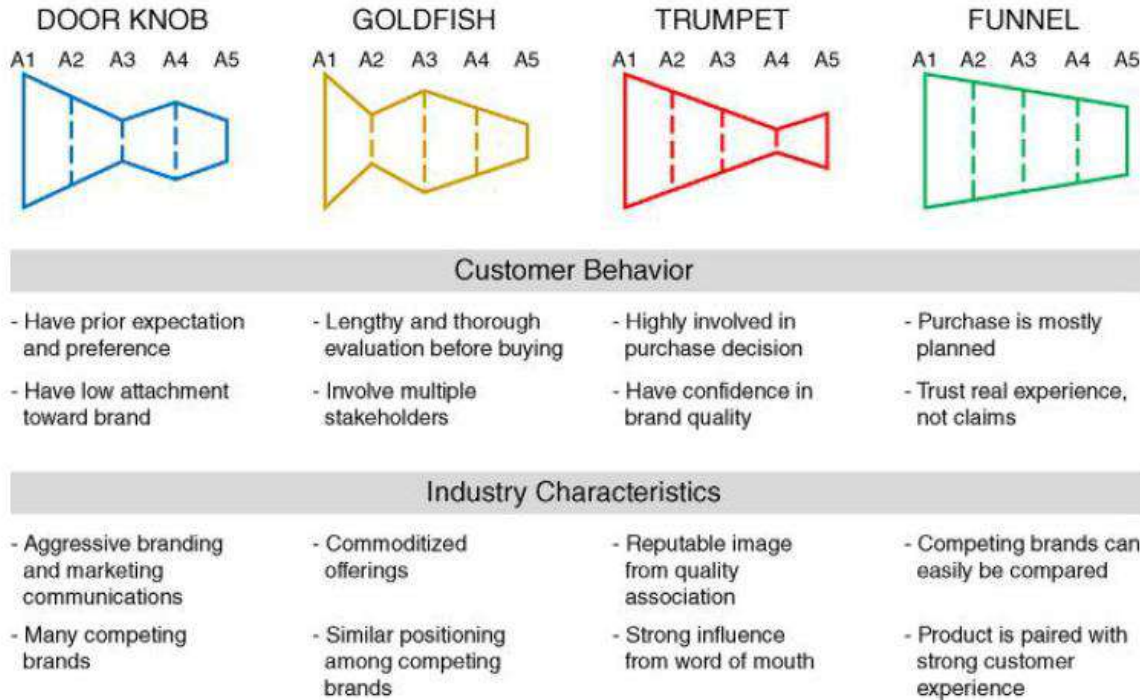 DOOR KNOB
GOLDFISH
TRUMPET
FUNNEL
A1 A2 A3 A4 A5
A1 A2 A3 A4 A5
A1 A2 A3 A4 A5
A1 A2 A3 A4 A5
Customer Behavior
- Have prior expectation
and preference
- Have low attachment
toward brand
- Lengthy and thorough
evaluation before buying
- Involve multiple
stakeholders
- Highly involved in
purchase decision
- Have confidence in
brand quality
- Purchase is mostly
planned
- Trust real experience,
not claims
Industry Characteristics
- Aggressive branding
and marketing
communications
- Many competing
brands
- Commoditized
offerings
- Similar positioning
among competing
brands
- Reputable image
from quality
association
- Strong influence
from word of mouth
- Competing brands can
easily be compared
- Product is paired with
strong customer
experience